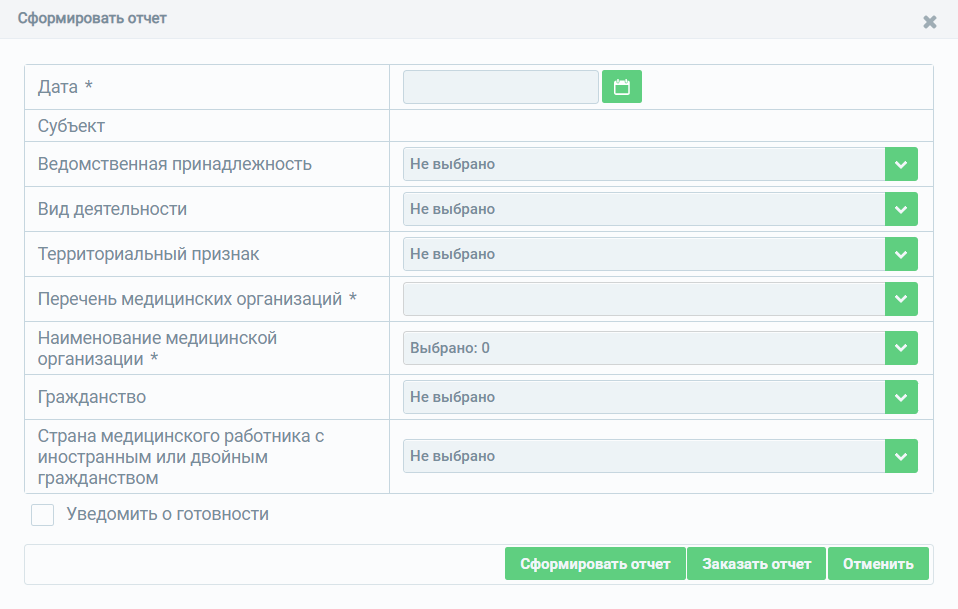 Сформировать отчет
Дата *
Субъект
Ведомственная принадлежность
Не выбрано
Вид деятельности
Не выбрано
Территориальный признак
Не выбрано
Перечень медицинских организаций *
Наименование медицинской
организации *
Выбрано: 0
Гражданство
Не выбрано
Страна медицинского работника с
иностранным или двойным
гражданством
Не выбрано
Уведомить о готовности
Сформировать отчет
Заказать отчет
Отменить